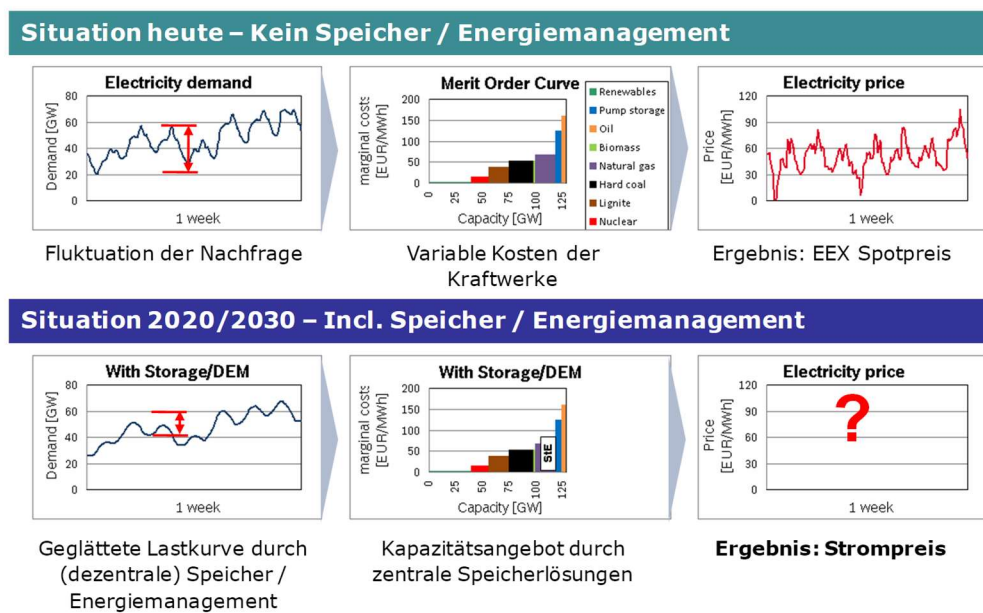 Situation heute – Kein Speicher / Energiemanagement
Electricity demand
Demand [GW]
80
60
40
20
0
1 week
Fluktuation der Nachfrage
Merit Order Curve
marginal costs
[EUR/MWh]
200
150
100
50
0
0
25
50
75
100
125
Capacity [GW]
Renewables
Pump storage
Oil
Biomass
Natural gas
Hard coal
Lignite
Nuclear
Variable Kosten der
Kraftwerke
Electricity price
Price
[EUR/MWh]
120
90
60
30
0
1 week
Ergebnis: EEX Spotpreis
Situation 2020/2030 – Incl. Speicher / Energiemanagement
With Storage/DEM
Demand [GW]
80
60
40
20
0
1 week
Geglättete Lastkurve durch
(dezentrale) Speicher /
Energiemanagement
With Storage/DEM
marginal costs
[EUR/MWh]
200
150
100
50
0
StE
0
25
50
75
100
125
Capacity [GW]
Kapazitätsangebot durch
zentrale Speicherlösungen
Electricity price
Price
[EUR/MWh]
120
90
60
30
0
?
1 week
Ergebnis: Strompreis